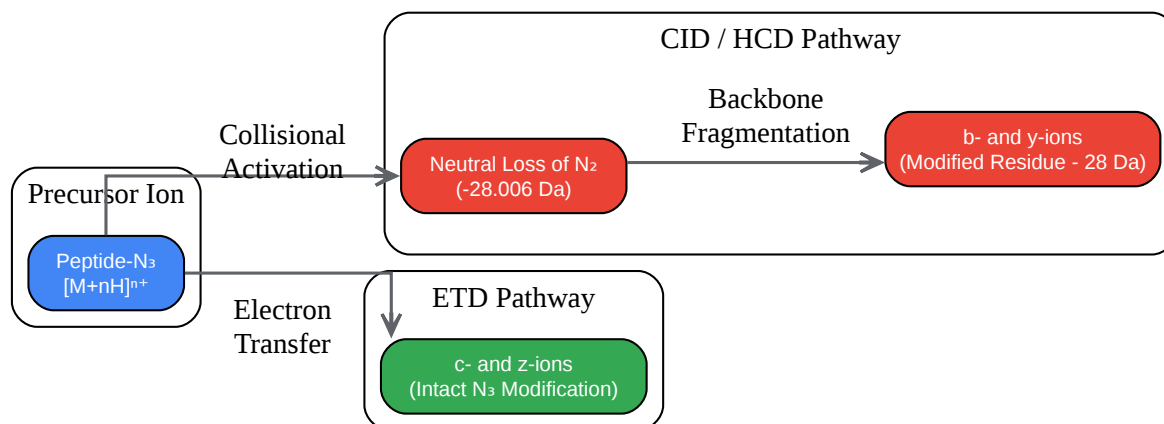 CID / HCD Pathway
Collisional
Activation
Neutral Loss of N₂
(-28.006 Da)
Backbone
Fragmentation
b- and y-ions
(Modified Residue - 28 Da)
Precursor Ion
Peptide-N₃
[M+nH]ⁿ⁺
Electron
Transfer
ETD Pathway
c- and z-ions
(Intact N₃ Modification)